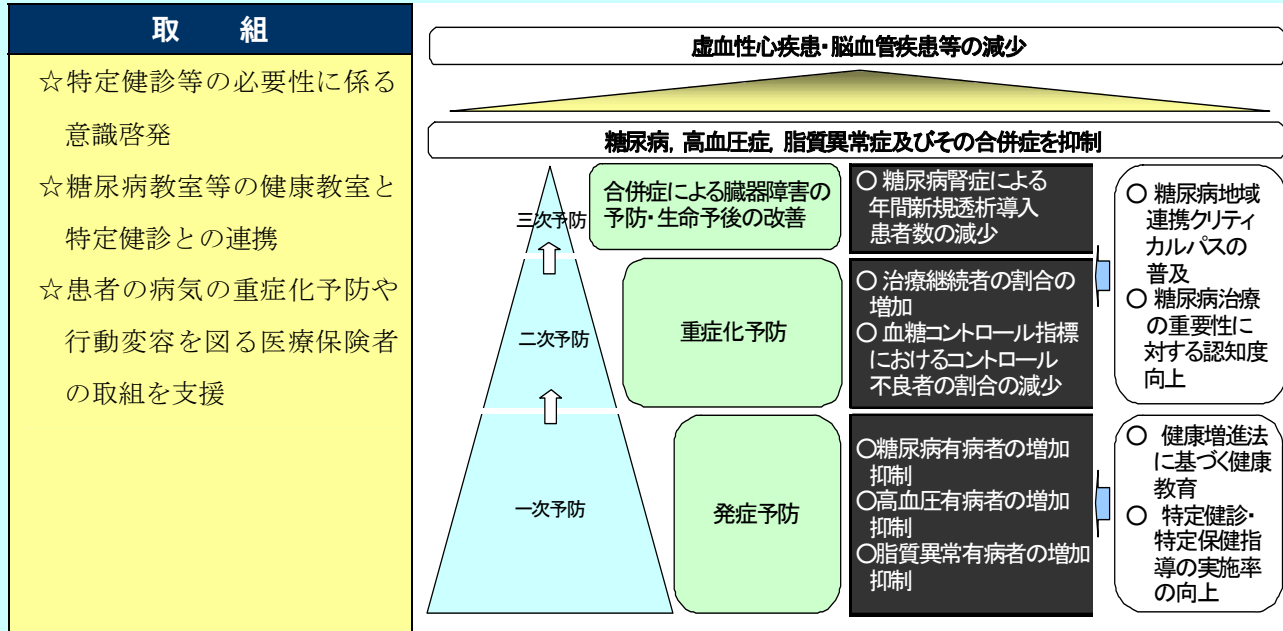 取　組
☆特定健診等の必要性に係る
意識啓発
☆糖尿病教室等の健康教室と
特定健診との連携
☆患者の病気の重症化予防や
行動変容を図る医療保険者
の取組を支援
虚血性心疾患・脳血管疾患等の減少
糖尿病, 高血圧症, 脂質異常症及びその合併症を抑制
三次予防
合併症による臓器障害の
予防・生命予後の改善
○ 糖尿病腎症による
年間新規透析導入
患者数の減少
二次予防
重症化予防
○ 治療継続者の割合の
増加
○ 血糖コントロール指標
におけるコントロール
不良者の割合の減少
○ 糖尿病地域
連携クリティ
カルパスの
普及
○ 糖尿病治療
の重要性に
対する認知度
向上
一次予防
発症予防
○糖尿病有病者の増加
抑制
○高血圧有病者の増加
抑制
○脂質異常有病者の増加
抑制
○ 健康増進法
に基づく健康
教育
○ 特定健診・
特定保健指
導の実施率
の向上